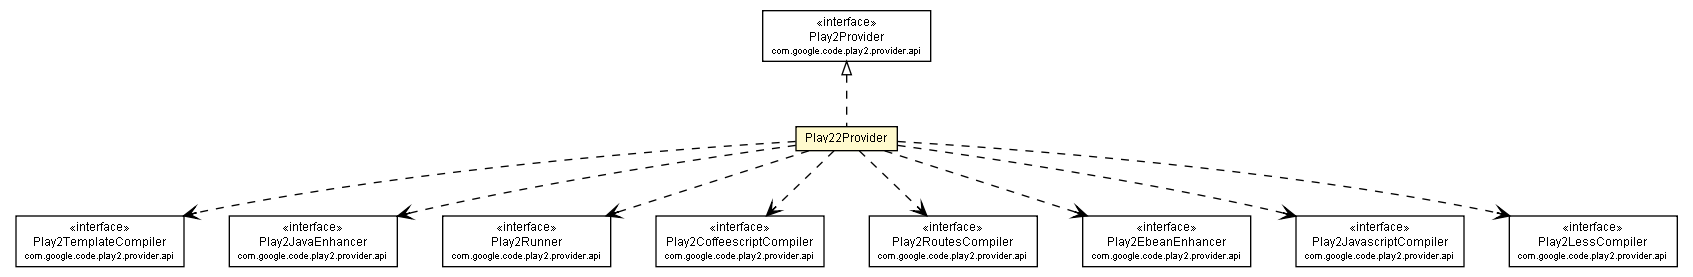 «interface»
Play2Provider
com.google.code.play2.provider.api
Play22Provider
«interface»
Play2TemplateCompiler
com.google.code.play2.provider.api
«interface»
Play2JavaEnhancer
com.google.code.play2.provider.api
«interface»
Play2Runner
com.google.code.play2.provider.api
«interface»
Play2CoffeescriptCompiler
com.google.code.play2.provider.api
«interface»
Play2RoutesCompiler
com.google.code.play2.provider.api
«interface»
Play2EbeanEnhancer
com.google.code.play2.provider.api
«interface»
Play2JavascriptCompiler
com.google.code.play2.provider.api
«interface»
Play2LessCompiler
com.google.code.play2.provider.api